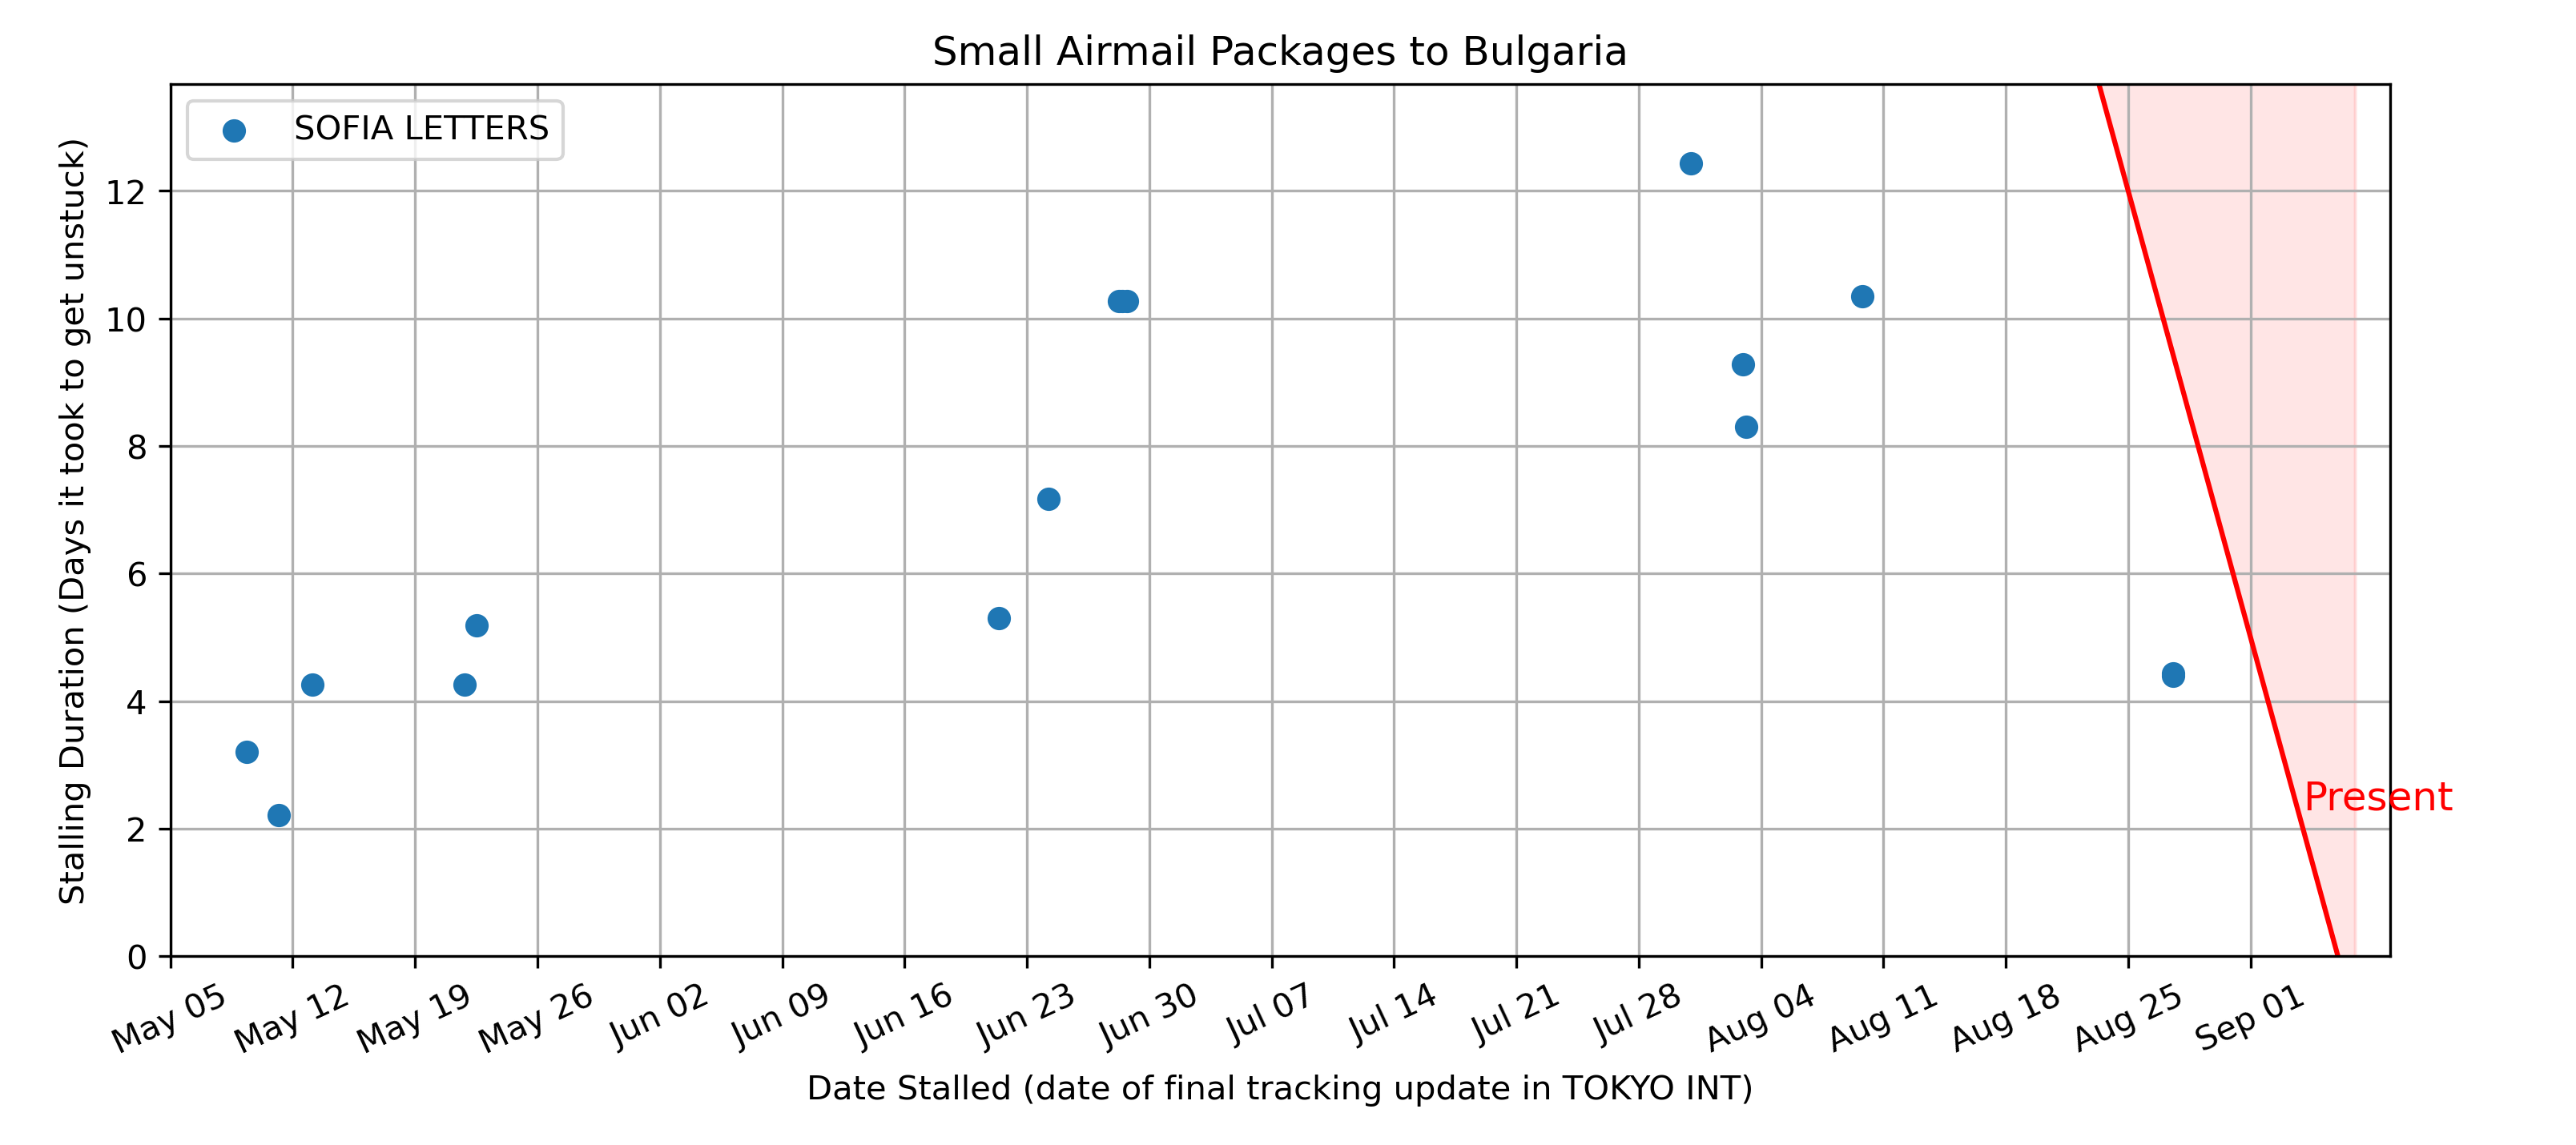 Small Airmail Packages to Bulgaria
SOFIA LETTERS
Stalling Duration (Days it took to get unstuck)
12
10
8
6
4
2
0
Present
May 05
May 12
May 19
May 26
Jun 02
Jun 09
Jun 16
Jun 23
Jun 30
Jul 07
Jul 14
Jul 21
Jul 28
Aug 04
Aug 11
Aug 18
Aug 25
Sep 01
Date Stalled (date of final tracking update in TOKYO INT)